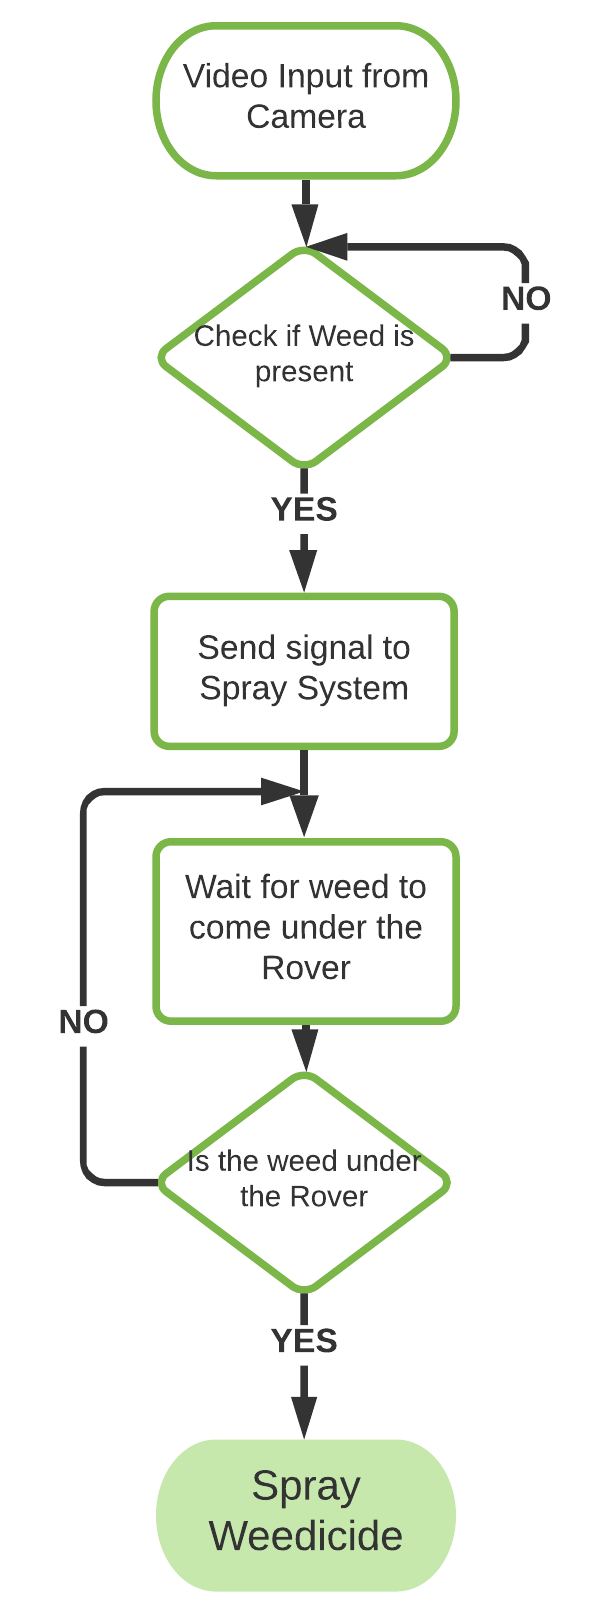 Video Input from
Camera
NO
Check if Weed is
present
YES
Send signal to
Spray System
Wait for weed to
come under the
Rover
NO
Is the weed under
the Rover
YES
Spray
Weedicide